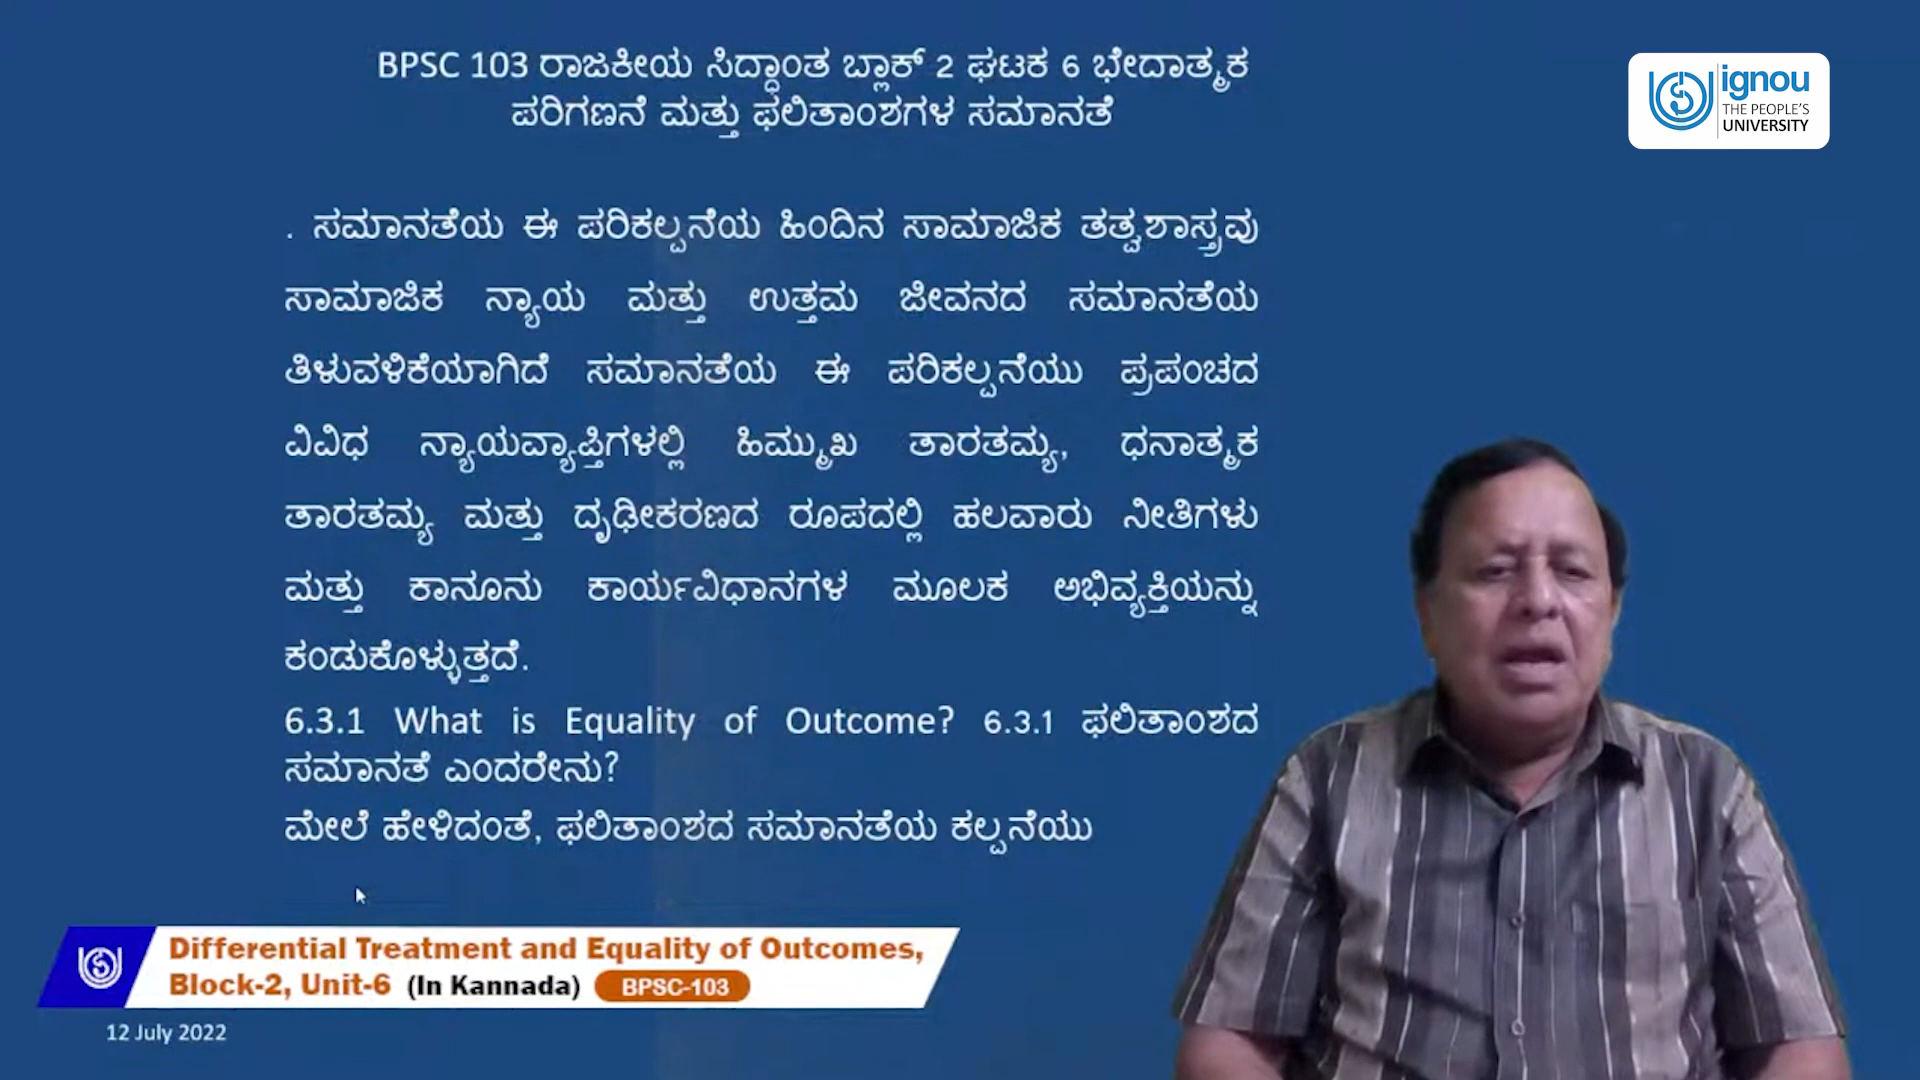 BPSC 103 ರಾಜಕೀಯ ಸಿದ್ಧಾಂತ ಬ್ಲಾಕ್ 2 ಘಟಕ 6 ಭೇದಾತ್ಮಕ
ಪರಿಗಣನೆ ಮತ್ತು ಫಲಿತಾಂಶಗಳ ಸಮಾನತೆ
ignou
THE PEOPLE'S
UNIVERSITY
. ಸಮಾನತೆಯ ಈ ಪರಿಕಲ್ಪನೆಯ ಹಿಂದಿನ ಸಾಮಾಜಿಕ ತತ್ವಶಾಸ್ತ್ರವು
ಸಾಮಾಜಿಕ ನ್ಯಾಯ ಮತ್ತು ಉತ್ತಮ ಜೀವನದ ಸಮಾನತೆಯ
ತಿಳುವಳಿಕೆಯಾಗಿದೆ ಸಮಾನತೆಯ ಈ ಪರಿಕಲ್ಪನೆಯು ಪ್ರಪಂಚದ
ವಿವಿಧ ನ್ಯಾಯವ್ಯಾಪ್ತಿಗಳಲ್ಲಿ ಹಿಮ್ಮುಖ ತಾರತಮ್ಯ, ಧನಾತ್ಮಕ
ತಾರತಮ್ಯ ಮತ್ತು ದೃಢೀಕರಣದ ರೂಪದಲ್ಲಿ ಹಲವಾರು ನೀತಿಗಳು
ಮತ್ತು ಕಾನೂನು ಕಾರ್ಯವಿಧಾನಗಳ ಮೂಲಕ ಅಭಿವ್ಯಕ್ತಿಯನ್ನು
ಕಂಡುಕೊಳ್ಳುತ್ತದೆ.
6.3.1 What is Equality of Outcome? 6.3.1 ಫಲಿತಾಂಶದ
ಸಮಾನತೆ ಎಂದರೇನು?
ಮೇಲೆ ಹೇಳಿದಂತೆ, ಫಲಿತಾಂಶದ ಸಮಾನತೆಯ ಕಲ್ಪನೆಯು
Differential Treatment and Equality of Outcomes,
Block-2, Unit-6 (In Kannada) BPSC-103
12 July 2022